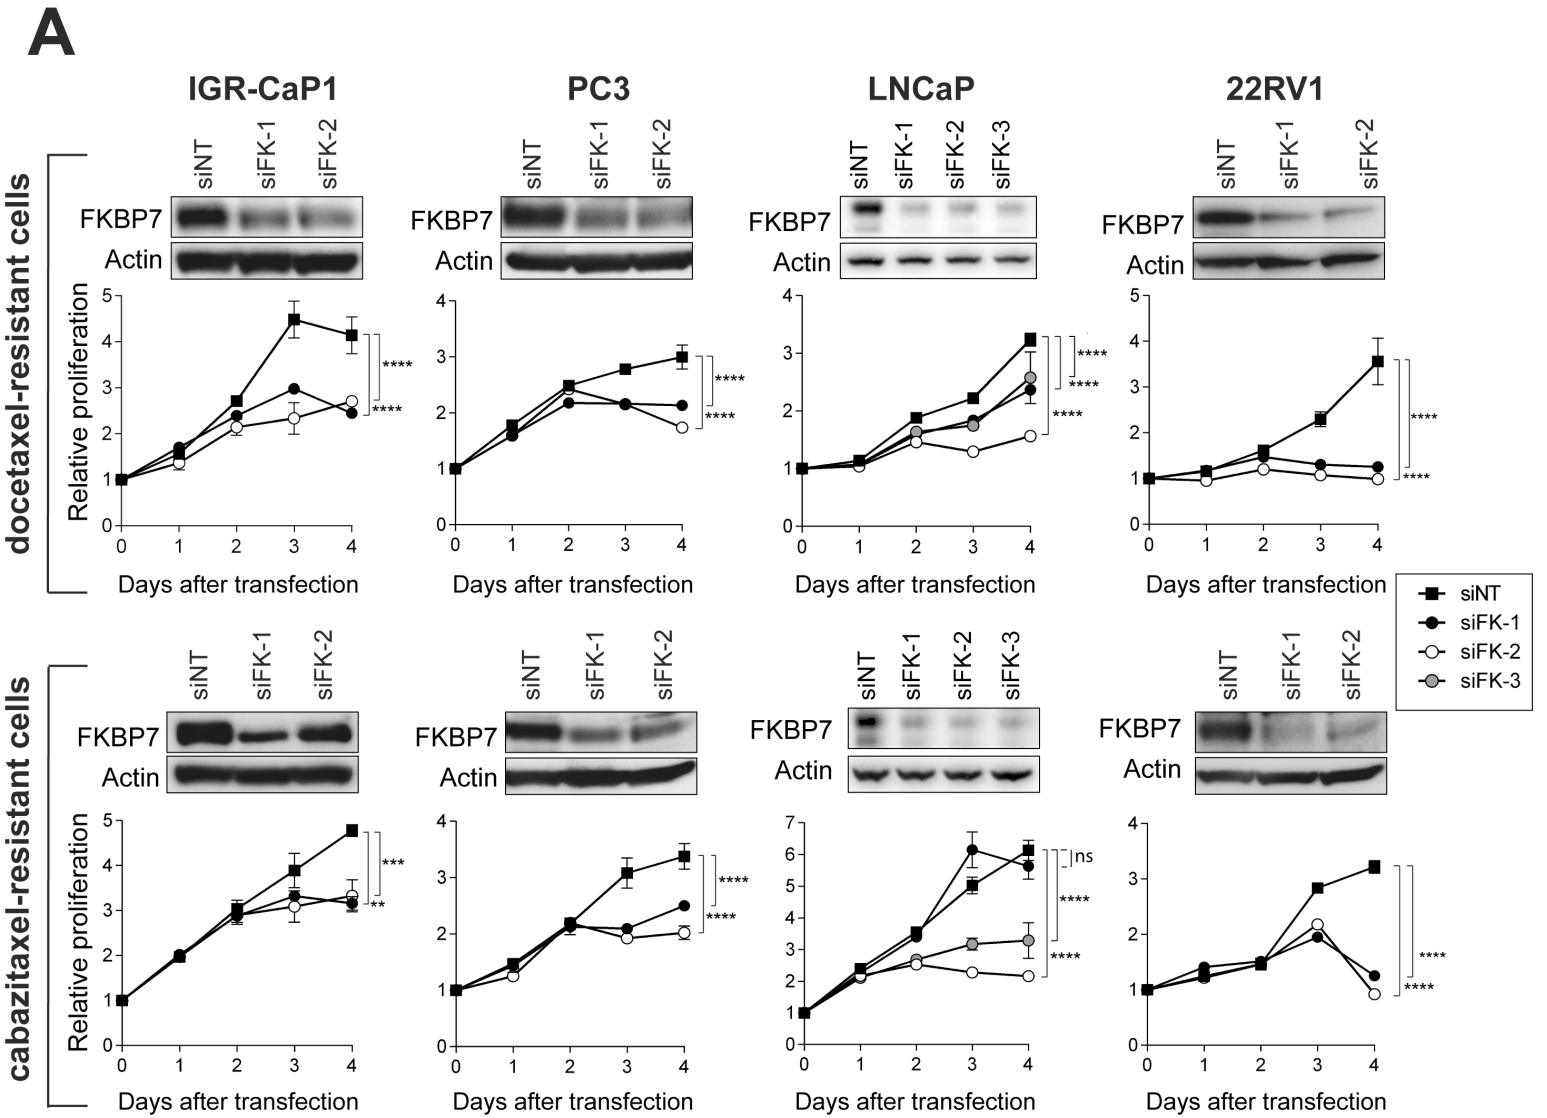 A
IGR-CaP1 PC3 LNCaP 22RV1
docetaxel-resistant cells
siNT siFK-1 siFK-2
FKBP7
Actin
Relative proliferation
5
4
3
2
1
0
0 1 2 3 4
****
****
Days after transfection
siNT siFK-1 siFK-2
FKBP7
Actin
4
3
2
1
0
0 1 2 3 4
****
****
Days after transfection
siNT siFK-1 siFK-2 siFK-3
FKBP7
Actin
4
3
2
1
0
0 1 2 3 4
****
****
****
Days after transfection
siNT siFK-1 siFK-2
FKBP7
Actin
5
4
3
2
1
0
0 1 2 3 4
****
****
Days after transfection
siNT
siFK-1
siFK-2
siFK-3
cabazitaxel-resistant cells
siNT siFK-1 siFK-2
FKBP7
Actin
Relative proliferation
5
4
3
2
1
0
0 1 2 3 4
***
**
Days after transfection
siNT siFK-1 siFK-2
FKBP7
Actin
4
3
2
1
0
0 1 2 3 4
****
****
Days after transfection
siNT siFK-1 siFK-2 siFK-3
FKBP7
Actin
7
6
5
4
3
2
1
0
0 1 2 3 4
ns
****
****
Days after transfection
siNT siFK-1 siFK-2
FKBP7
Actin
4
3
2
1
0
0 1 2 3 4
****
****
Days after transfection